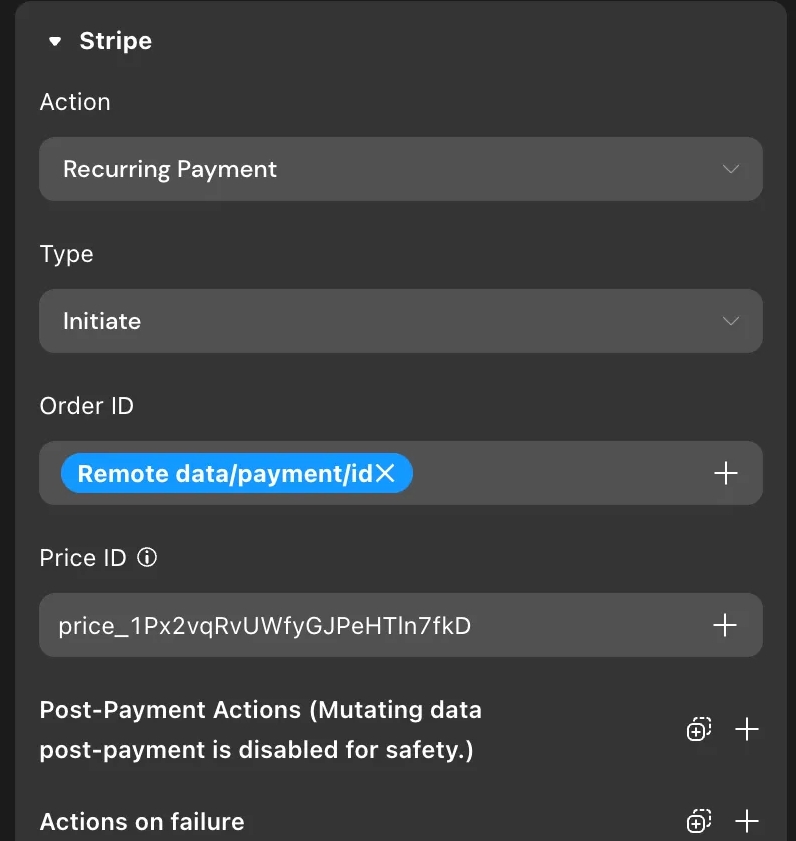 Stripe
Action
Recurring Payment
Type
Initiate
Order ID
Remote data/payment/id
Price ID
price_1Px2vqRvUWfyGJPeHTln7fkD
Post-Payment Actions (Mutating data
post-payment is disabled for safety.)
Actions on failure